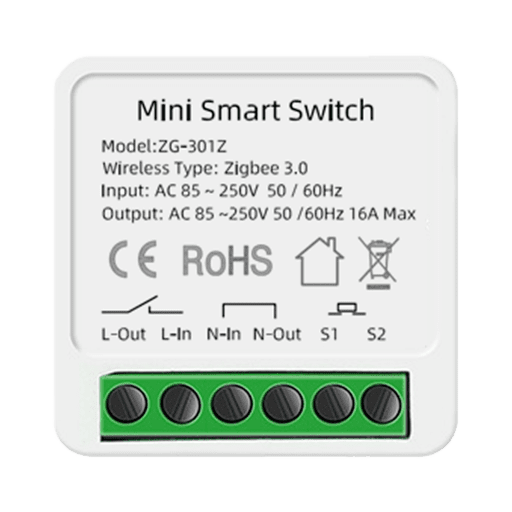 Mini Smart Switch
Model:ZG-301Z
Wireless Type: Zigbee 3.0
Input: AC 85 ~ 250V 50 / 60Hz
Output: AC 85 ~250V 50 /60Hz 16A Max
CE RoHS
L-Out L-In N-In N-Out S1 S2